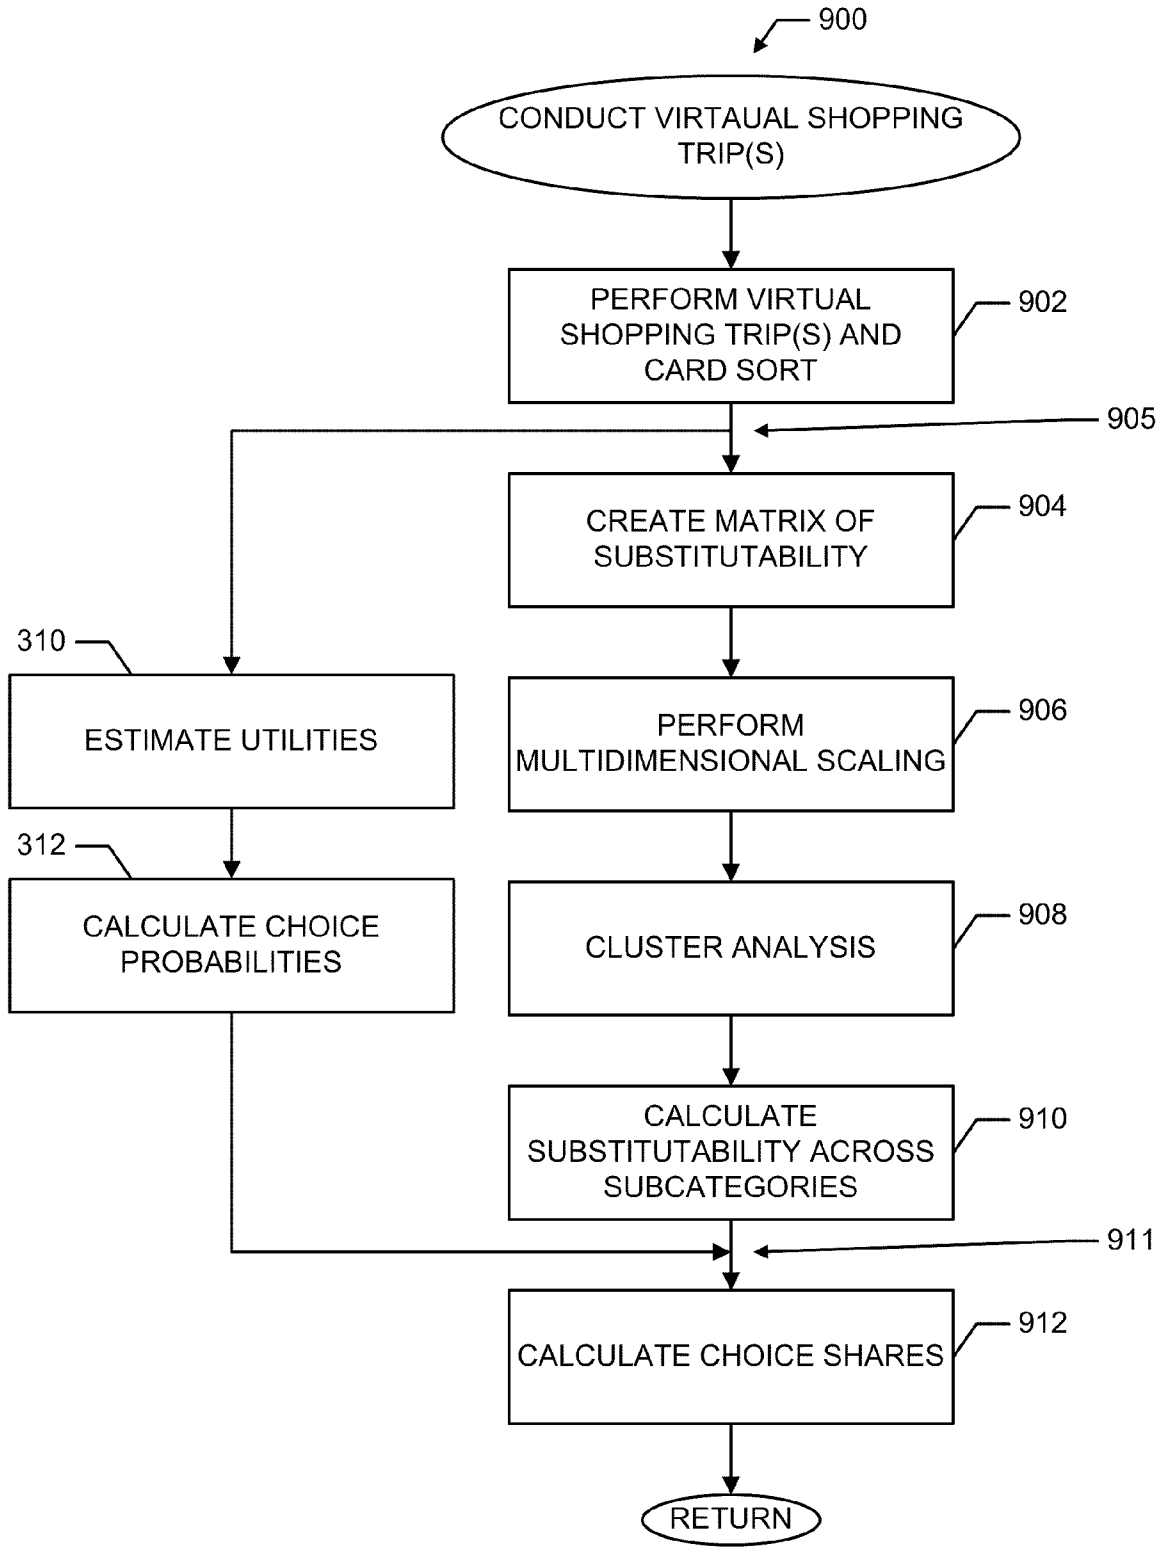 900
CONDUCT VIRTAUAL SHOPPING
TRIP(S)
PERFORM VIRTUAL
SHOPPING TRIP(S) AND
CARD SORT
902
905
CREATE MATRIX OF
SUBSTITUTABILITY
904
310
ESTIMATE UTILITIES
PERFORM
MULTIDIMENSIONAL SCALING
906
312
CALCULATE CHOICE
PROBABILITIES
CLUSTER ANALYSIS
908
CALCULATE
SUBSTITUTABILITY ACROSS
SUBCATEGORIES
910
911
CALCULATE CHOICE SHARES
912
RETURN